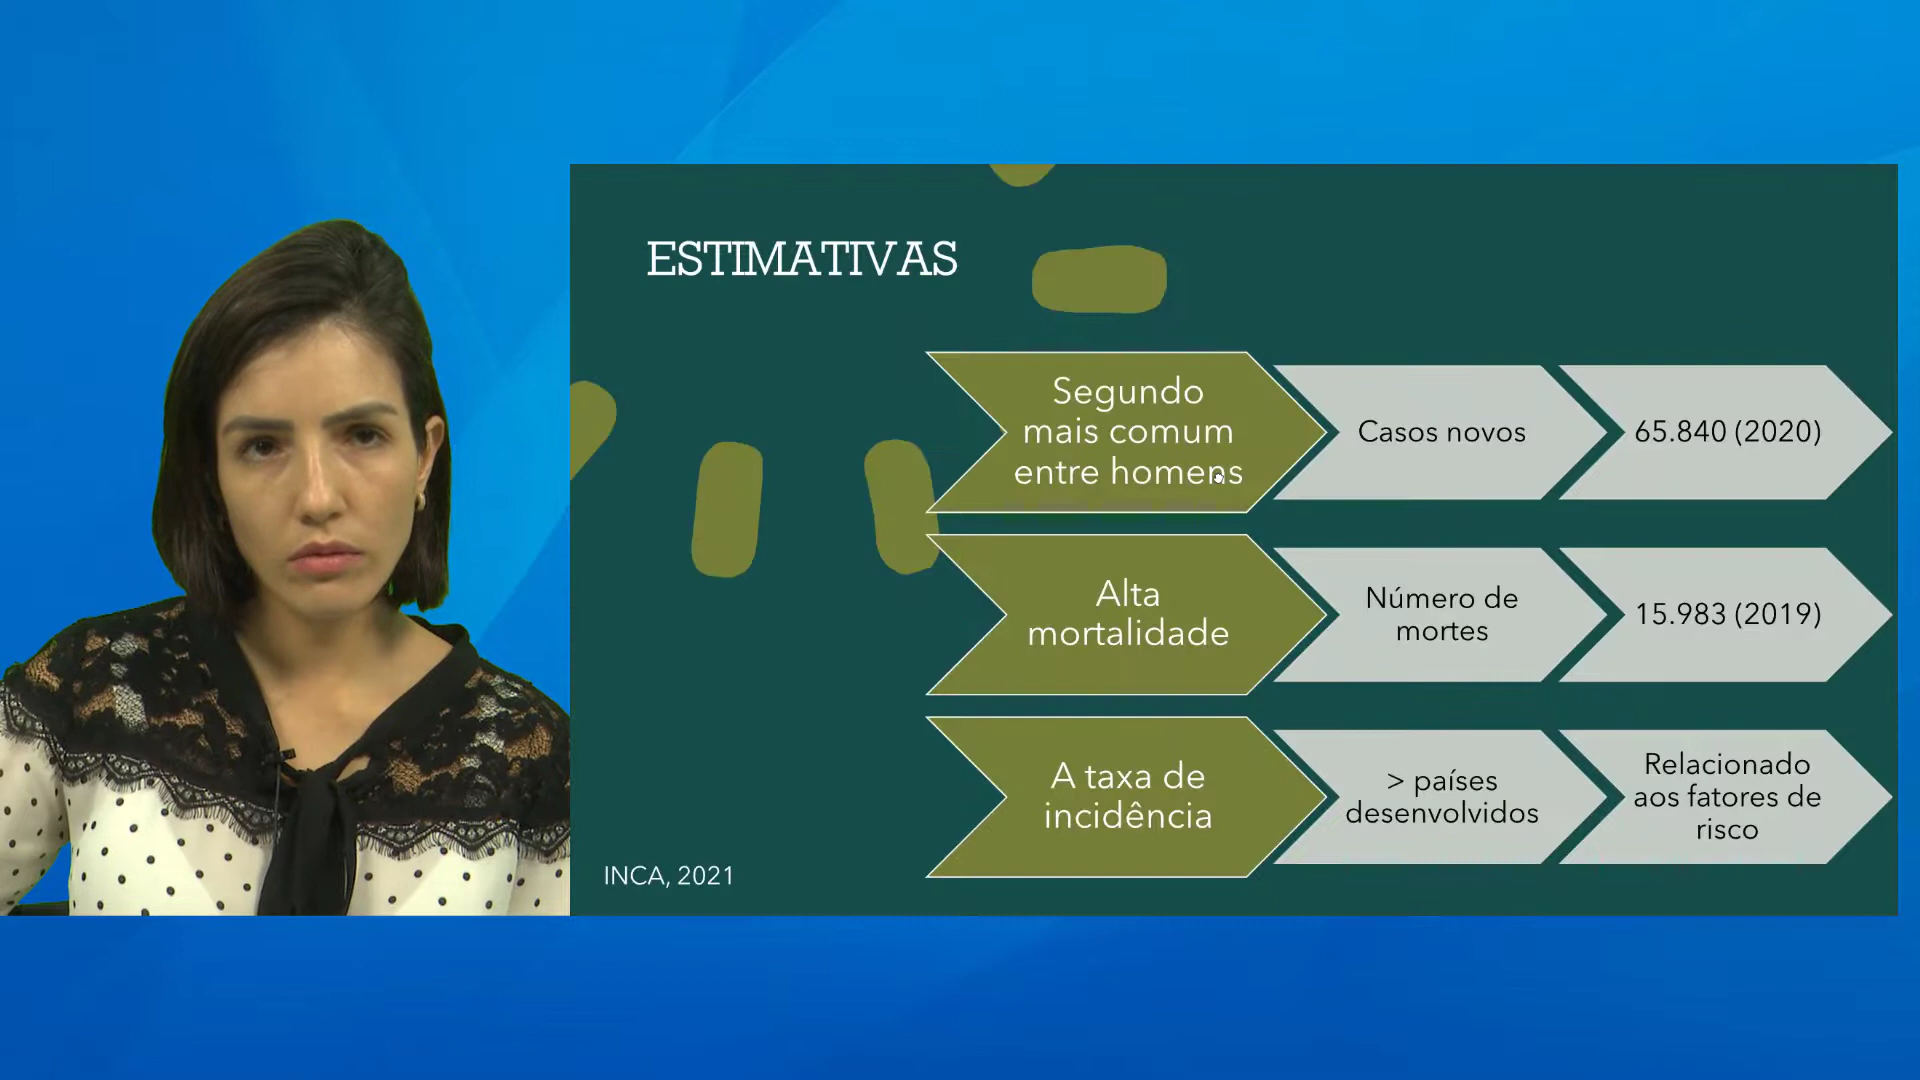 ESTIMATIVAS
Segundo
mais comum
entre homens
Casos novos
65.840 (2020)
Alta
mortalidade
Número de
mortes
15.983 (2019)
A taxa de
incidência
> países
desenvolvidos
Relacionado
aos fatores de
risco
INCA, 2021